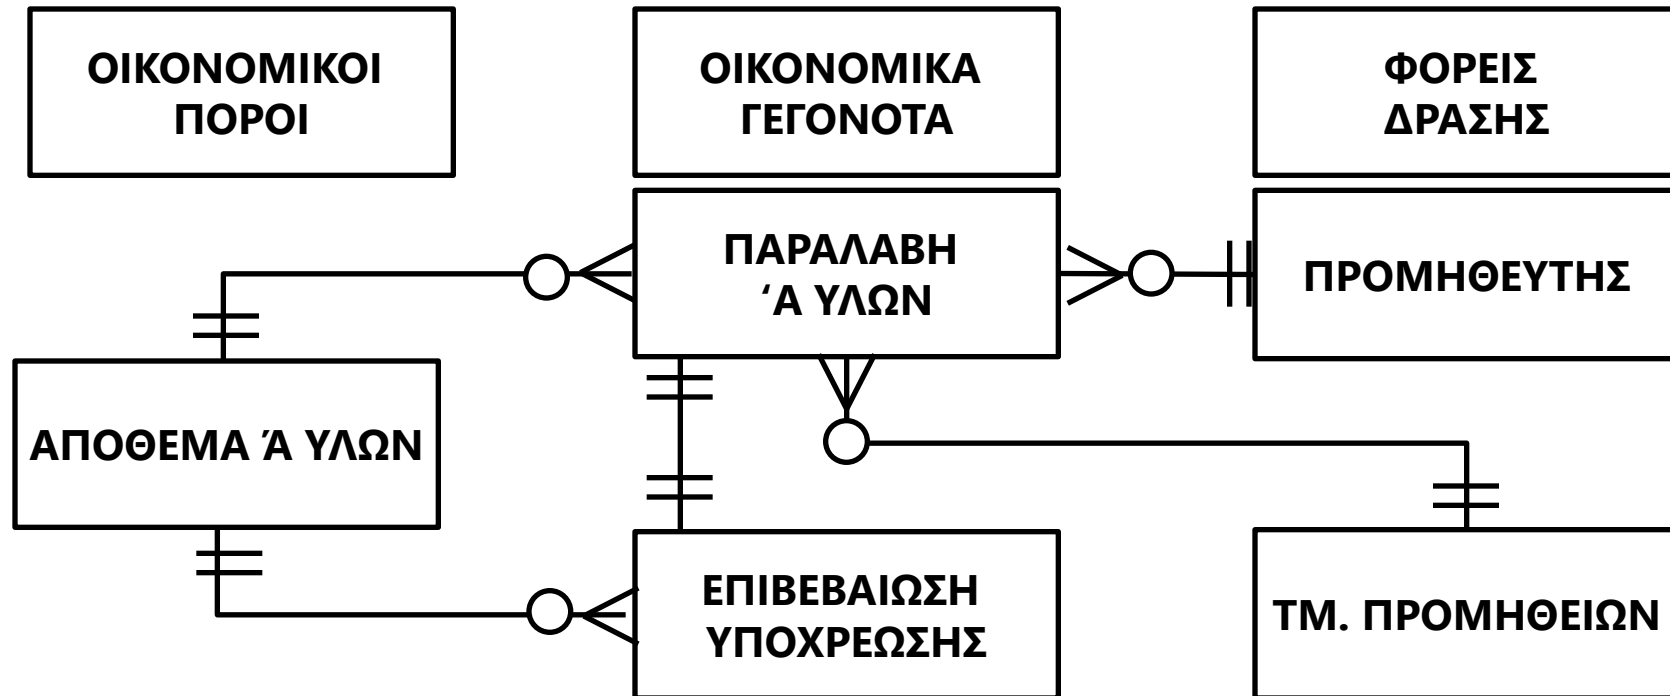 ΟΙΚΟΝΟΜΙΚΟΙ
ΠΟΡΟΙ
ΟΙΚΟΝΟΜΙΚΑ
ΓΕΓΟΝΟΤΑ
ΦΟΡΕΙΣ
ΔΡΑΣΗΣ
ΠΑΡΑΛΑΒΗ
‘Α ΥΛΩΝ
ΠΡΟΜΗΘΕΥΤΗΣ
ΑΠΟΘΕΜΑ Ά ΥΛΩΝ
ΕΠΙΒΕΒΑΙΩΣΗ
ΥΠΟΧΡΕΩΣΗΣ
ΤΜ. ΠΡΟΜΗΘΕΙΩΝ